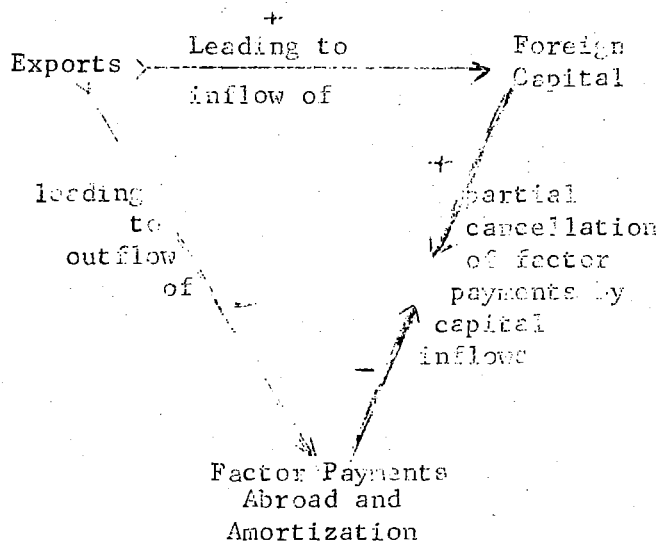 +
Leading to
Exports
inflow of
Foreign
Capital
+
leading
to
outflow
of
-
partial
cancellation
of factor
payments by
capital
inflows
-
Factor Payments
Abroad and
Amortization